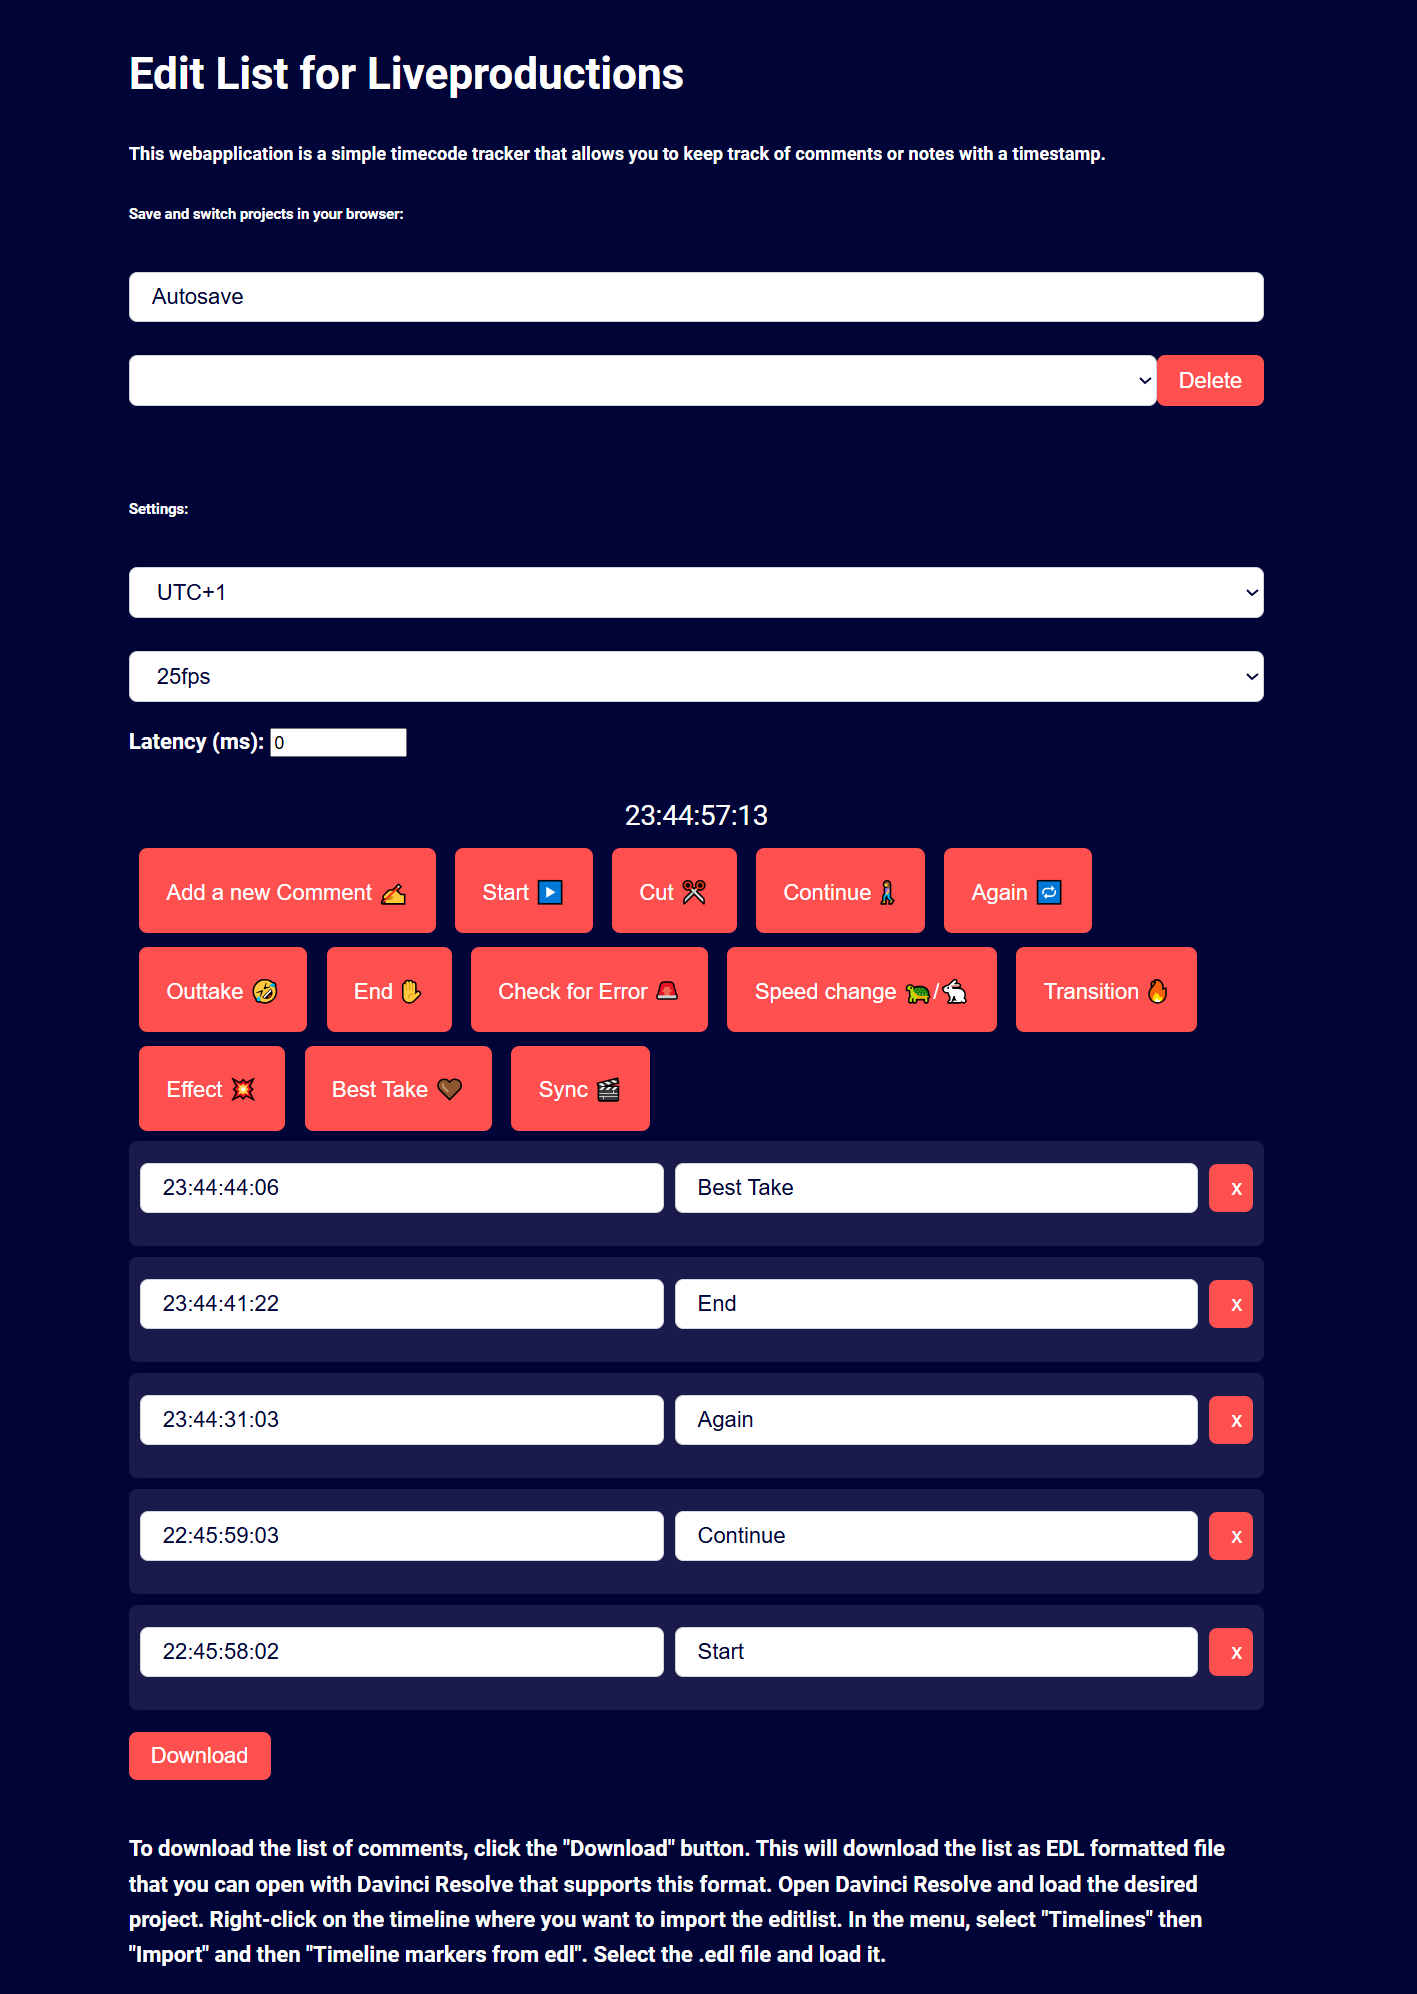 Edit List for Liveproductions
This webapplication is a simple timecode tracker that allows you to keep track of comments or notes with a timestamp.
Save and switch projects in your browser:
Autosave
Delete
Settings:
UTC+1
25fps
Latency (ms): 0
23:44:57:13
Add a new Comment ✍️ Start ▶️ Cut ✂️ Continue 🚶 Again 🔁
Outtake 🤣 End ✋ Check for Error 🚨 Speed change 🐢/🐇 Transition 🔥
Effect 💥 Best Take 🤎 Sync 🎬
23:44:44:06 Best Take x
23:44:41:22 End x
23:44:31:03 Again x
22:45:59:03 Continue x
22:45:58:02 Start x
Download
To download the list of comments, click the "Download" button. This will download the list as EDL formatted file
that you can open with Davinci Resolve that supports this format. Open Davinci Resolve and load the desired
project. Right-click on the timeline where you want to import the editlist. In the menu, select "Timelines" then
"Import" and then "Timeline markers from edl". Select the .edl file and load it.